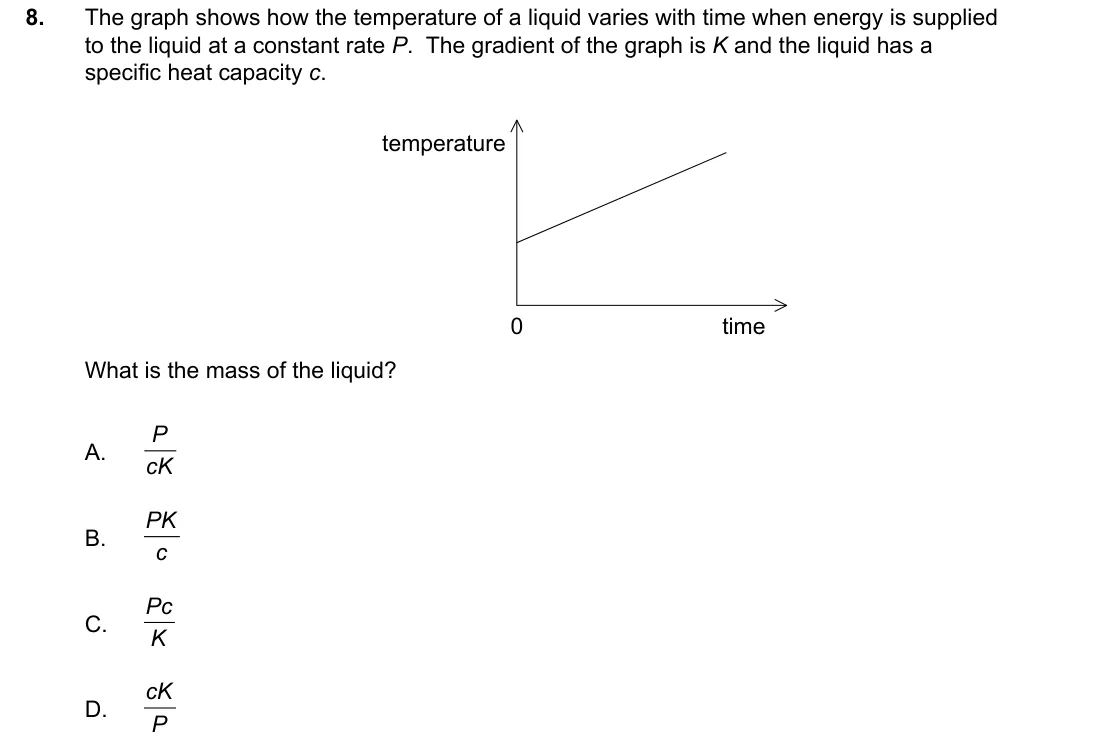 8. The graph shows how the temperature of a liquid varies with time when energy is supplied
to the liquid at a constant rate P. The gradient of the graph is K and the liquid has a
specific heat capacity c.
temperature
0 time
What is the mass of the liquid?
A. P
cK
B. PK
c
C. Pc
K
D. cK
P